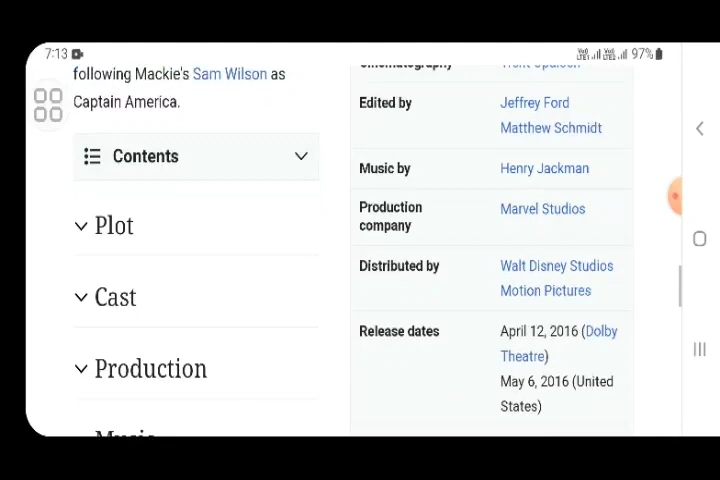 7:13
97%
following Mackie's Sam Wilson as
Captain America.
Contents
Plot
Cast
Production
Music
Edited by
Jeffrey Ford
Matthew Schmidt
Music by
Henry Jackman
Production
company
Marvel Studios
Distributed by
Walt Disney Studios
Motion Pictures
Release dates
April 12, 2016 (Dolby
Theatre)
May 6, 2016 (United
States)